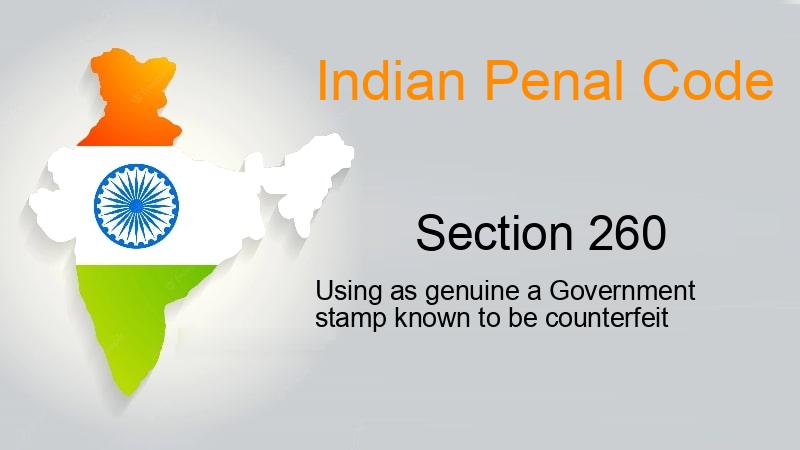 Indian Penal Code
Section 260
Using as genuine a Government
stamp known to be counterfeit